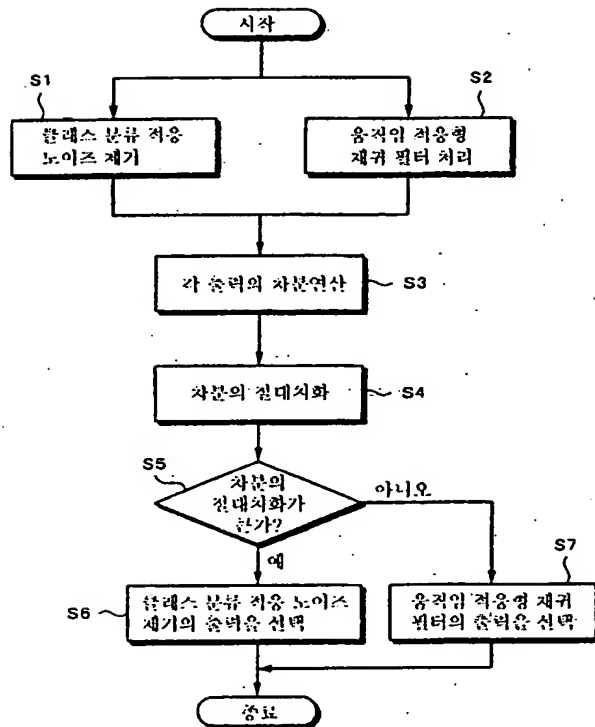 시작
S1
S2
클래스 분류 적응
노이즈 제거
움직임 적응형
재귀 필터 처리
각 출력의 차분연산
S3
차분의 절대치화
S4
S5
차분의
절대치화가
큰가?
아니오
예
S7
S6
클래스 분류 적응 노이즈
제거의 출력을 선택
움직임 적응형 재귀
필터의 출력을 선택
종료